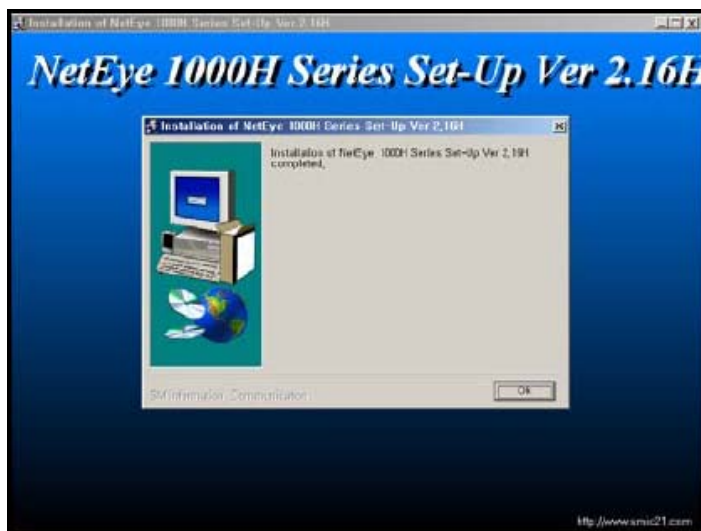 Installation of NetEye 1000H Series Set-Up Ver 2.16H
NetEye 1000H Series Set-Up Ver 2.16H
Installation of NetEye 1000H Series Set-Up Ver 2.16H
Installation of NetEye 1000H Series Set-Up Ver 2.16H
completed.
SM Information Communication
Ok
http://www.smic21.com